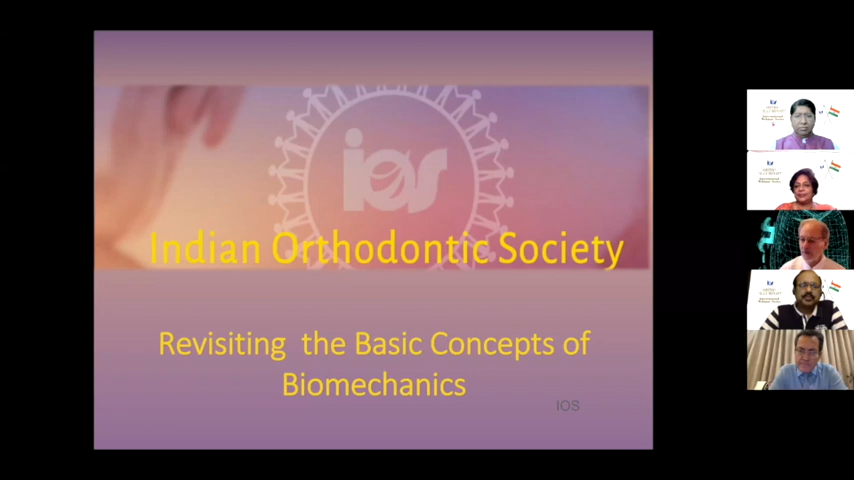 ios
Indian Orthodontic Society
Revisiting the Basic Concepts of
Biomechanics
IOS